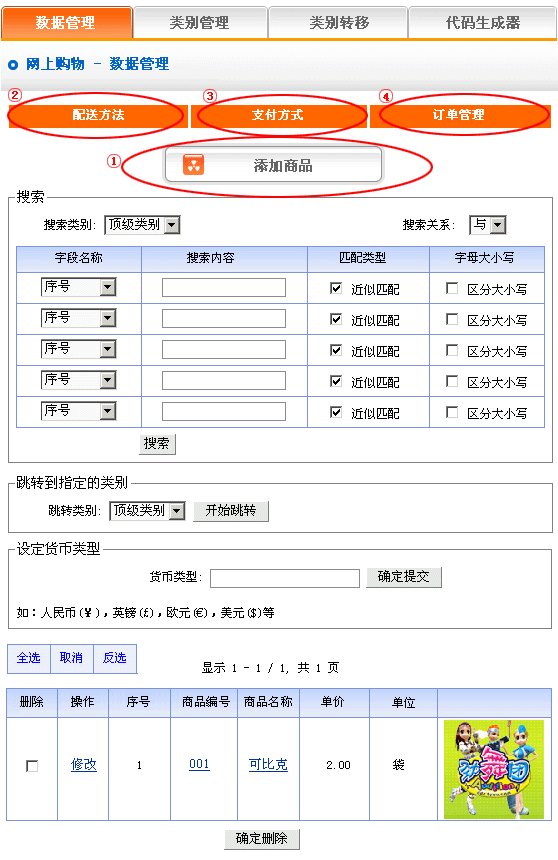 数据管理 类别管理 类别转移 代码生成器
网上购物 - 数据管理
② ③ ④
配送方法 支付方式 订单管理
① 添加商品
搜索
搜索类别: 顶级类别 搜索关系: 与
字段名称 搜索内容 匹配类型 字母大小写
序号 近似匹配 区分大小写
序号 近似匹配 区分大小写
序号 近似匹配 区分大小写
序号 近似匹配 区分大小写
序号 近似匹配 区分大小写
搜索
跳转到指定的类别
跳转类别: 顶级类别 开始跳转
设定货币类型
货币类型: 确定提交
如：人民币(¥)，英镑(£)，欧元(€)，美元($)等
全选 取消 反选
显示 1 - 1 / 1, 共 1 页
删除 操作 序号 商品编号 商品名称 单价 单位
修改 1 001 可比克 2.00 袋
劲舞团
Audition
确定删除